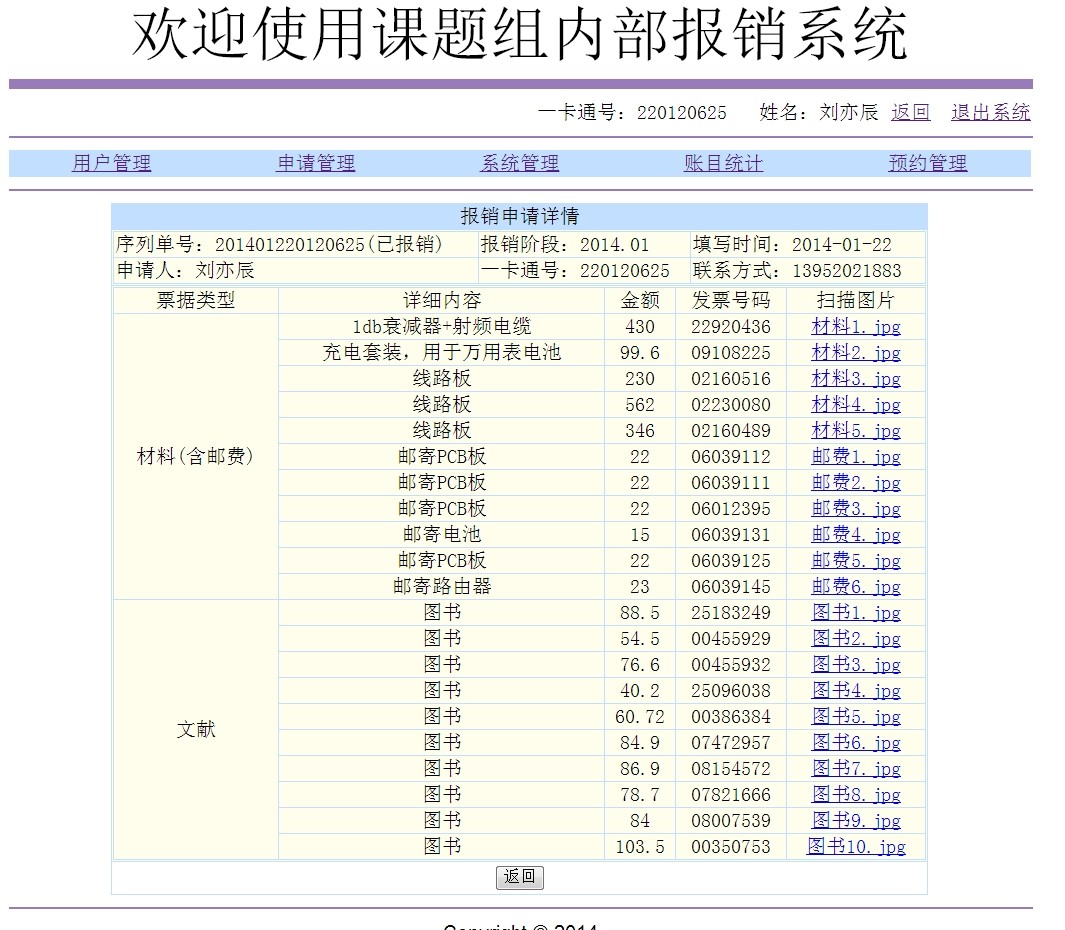 欢迎使用课题组内部报销系统
一卡通号：220120625 姓名：刘亦辰 返回 退出系统
用户管理 申请管理 系统管理 账目统计 预约管理
报销申请详情
序列单号：201401220120625(已报销) 报销阶段：2014.01 填写时间：2014-01-22
申请人：刘亦辰 一卡通号：220120625 联系方式：13952021883
票据类型 详细内容 金额 发票号码 扫描图片
1db衰减器+射频电缆 430 22920436 材料1.jpg
充电套装，用于万用表电池 99.6 09108225 材料2.jpg
线路板 230 02160516 材料3.jpg
线路板 562 02230080 材料4.jpg
线路板 346 02160489 材料5.jpg
材料(含邮费) 邮寄PCB板 22 06039112 邮费1.jpg
邮寄PCB板 22 06039111 邮费2.jpg
邮寄PCB板 22 06012395 邮费3.jpg
邮寄电池 15 06039131 邮费4.jpg
邮寄PCB板 22 06039125 邮费5.jpg
邮寄路由器 23 06039145 邮费6.jpg
图书 88.5 25183249 图书1.jpg
图书 54.5 00455929 图书2.jpg
图书 76.6 00455932 图书3.jpg
图书 40.2 25096038 图书4.jpg
图书 60.72 00386384 图书5.jpg
文献 图书 84.9 07472957 图书6.jpg
图书 86.9 08154572 图书7.jpg
图书 78.7 07821666 图书8.jpg
图书 84 08007539 图书9.jpg
图书 103.5 00350753 图书10.jpg
返回
Copyright © 2014